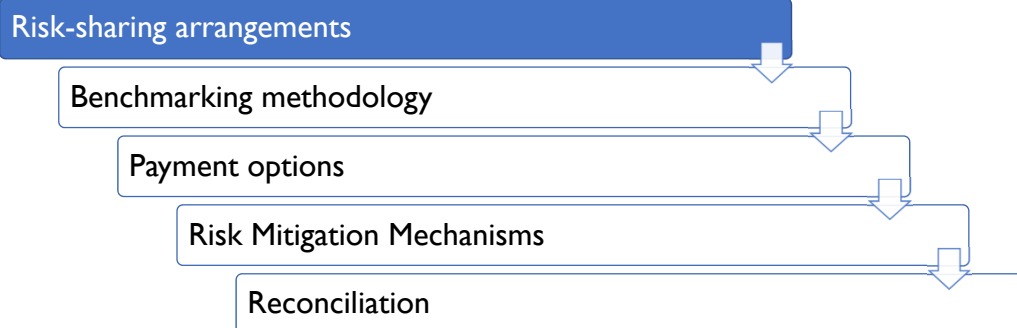 Risk-sharing arrangements
Benchmarking methodology
Payment options
Risk Mitigation Mechanisms
Reconciliation